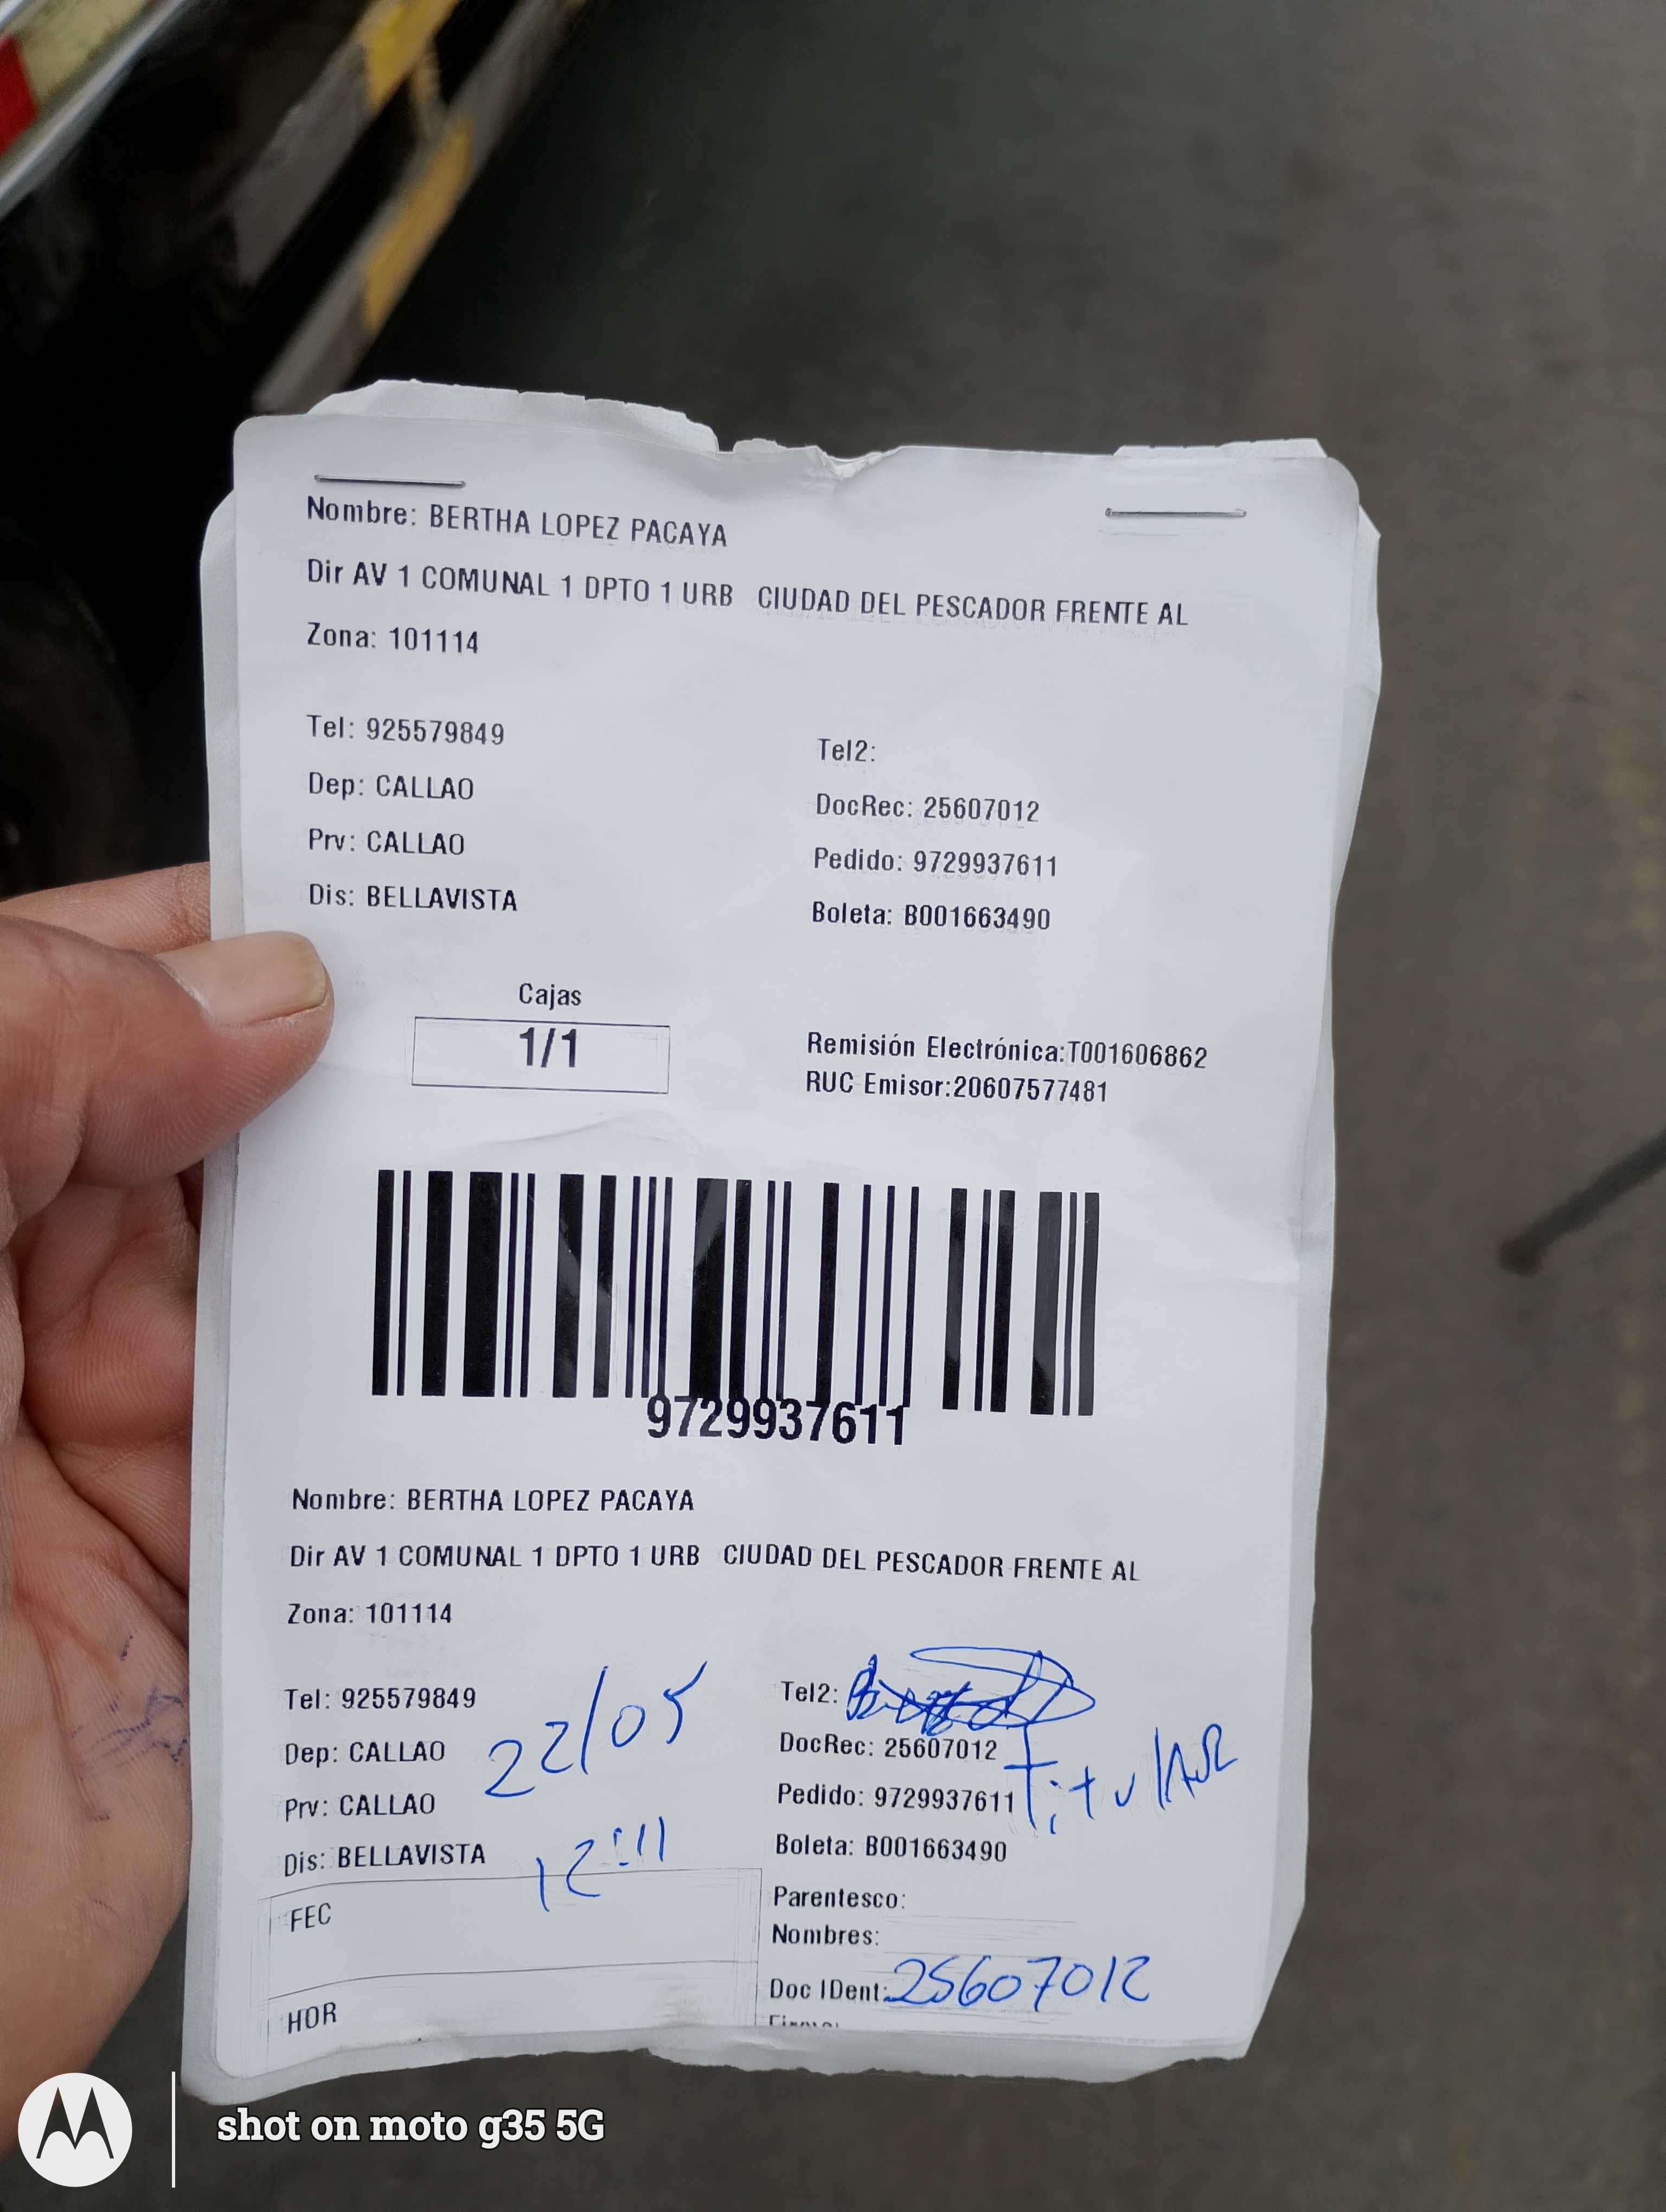 Nombre: BERTHA LOPEZ PACAYA
Dir AV 1 COMUNAL 1 DPTO 1 URB CIUDAD DEL PESCADOR FRENTE AL
Zona: 101114
Tel: 925579849
Tel2:
Dep: CALLAO
DocRec: 25607012
Prv: CALLAO
Pedido: 9729937611
Dis: BELLAVISTA
Boleta: B001663490
Cajas
1/1
Remisión Electrónica:T001606862
RUC Emisor:20607577481
9729937611
Nombre: BERTHA LOPEZ PACAYA
Dir AV 1 COMUNAL 1 DPTO 1 URB CIUDAD DEL PESCADOR FRENTE AL
Zona: 101114
Tel: 925579849
Tel2:
Dep: CALLAO 22/05
DocRec: 25607012 Titular
Prv: CALLAO
Pedido: 9729937611
Dis: BELLAVISTA 12:11
Boleta: B001663490
FEC
Parentesco:
Nombres:
HOR
Doc IDent: 25607012
Firma:
shot on moto g35 5G